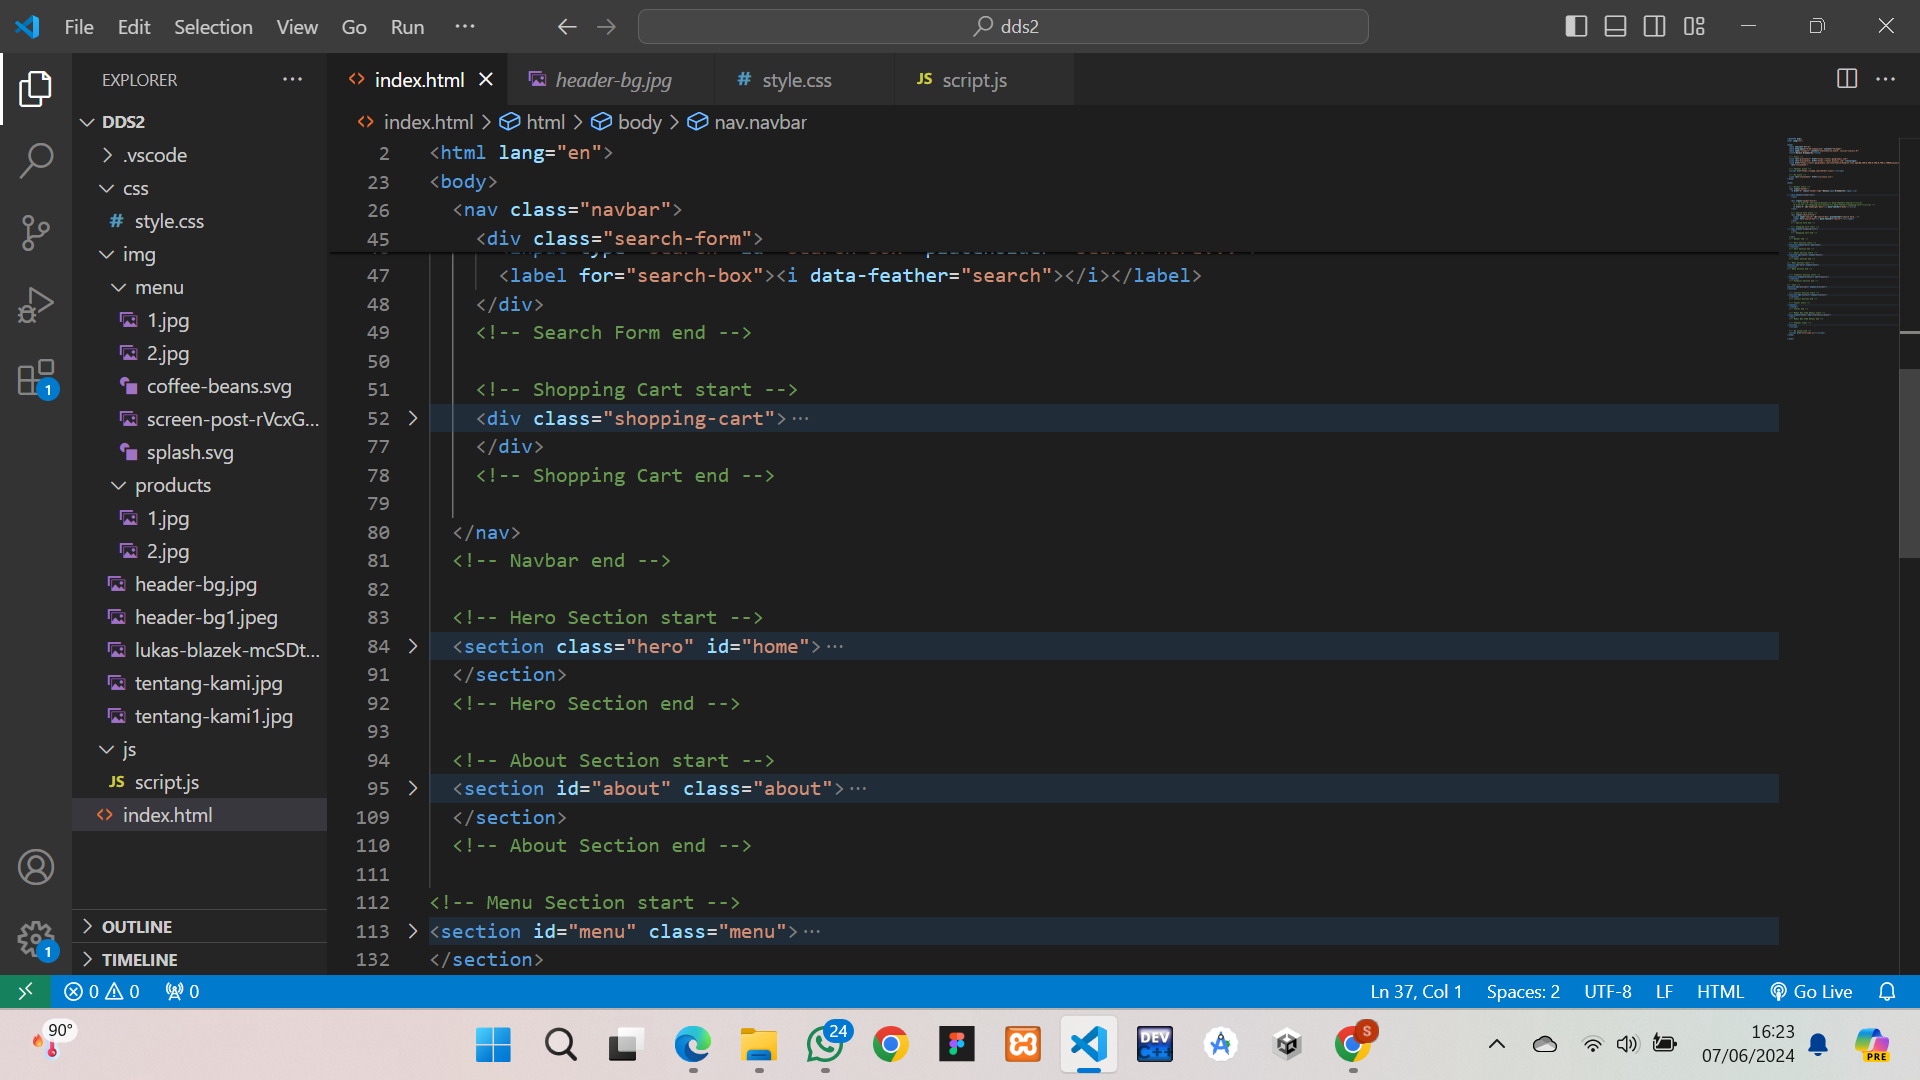 File Edit Selection View Go Run ···
dds2
EXPLORER ···
index.html
header-bg.jpg
# style.css
JS script.js
DDS2
.vscode
css
# style.css
img
menu
1.jpg
2.jpg
coffee-beans.svg
screen-post-rVcxG...
splash.svg
products
1.jpg
2.jpg
header-bg.jpg
header-bg1.jpeg
lukas-blazek-mcSDt...
tentang-kami.jpg
tentang-kami1.jpg
js
JS script.js
index.html
OUTLINE
TIMELINE
index.html > html > body > nav.navbar
2 <html lang="en">
23 <body>
26 <nav class="navbar">
45 <div class="search-form">
47 <label for="search-box"><i data-feather="search"></i></label>
48 </div>
49 <!-- Search Form end -->
50
51 <!-- Shopping Cart start -->
52 <div class="shopping-cart">···
77 </div>
78 <!-- Shopping Cart end -->
79
80 </nav>
81 <!-- Navbar end -->
82
83 <!-- Hero Section start -->
84 <section class="hero" id="home">···
91 </section>
92 <!-- Hero Section end -->
93
94 <!-- About Section start -->
95 <section id="about" class="about">···
109 </section>
110 <!-- About Section end -->
111
112 <!-- Menu Section start -->
113 <section id="menu" class="menu">···
132 </section>
1
1
0 0 0
Ln 37, Col 1 Spaces: 2 UTF-8 LF HTML Go Live
90°
24
DEV C++
S
16:23
07/06/2024
PRE